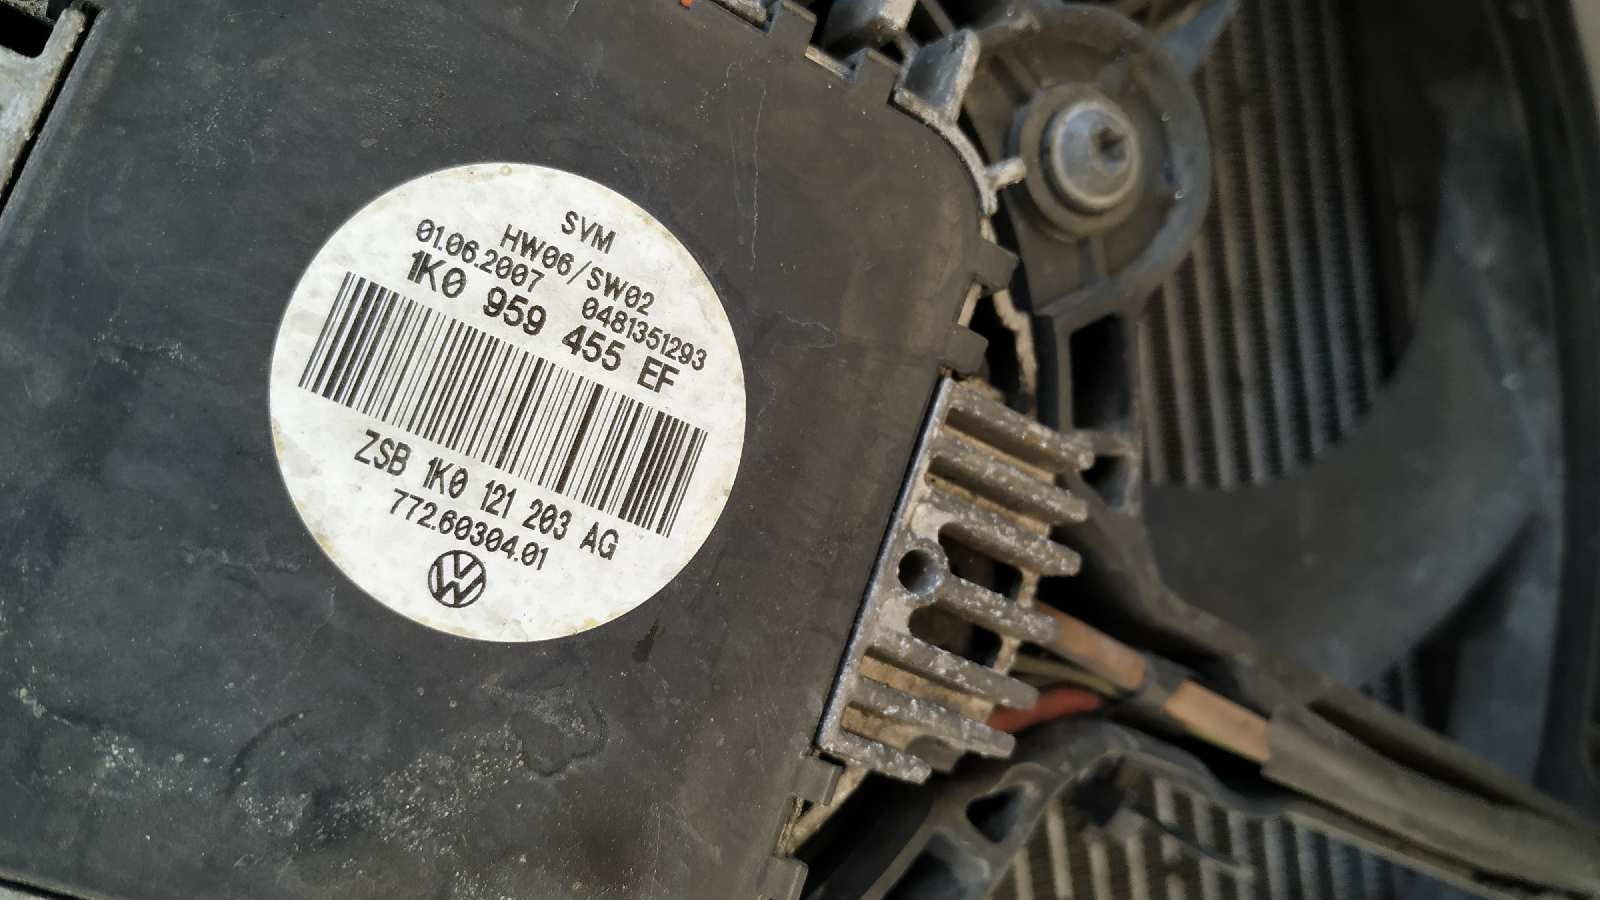 SVM
HW06/SW02
01.06.2007 0481351293
1K0 959 455 EF
ZSB 1K0 121 203 AG
772.60304.01
VW